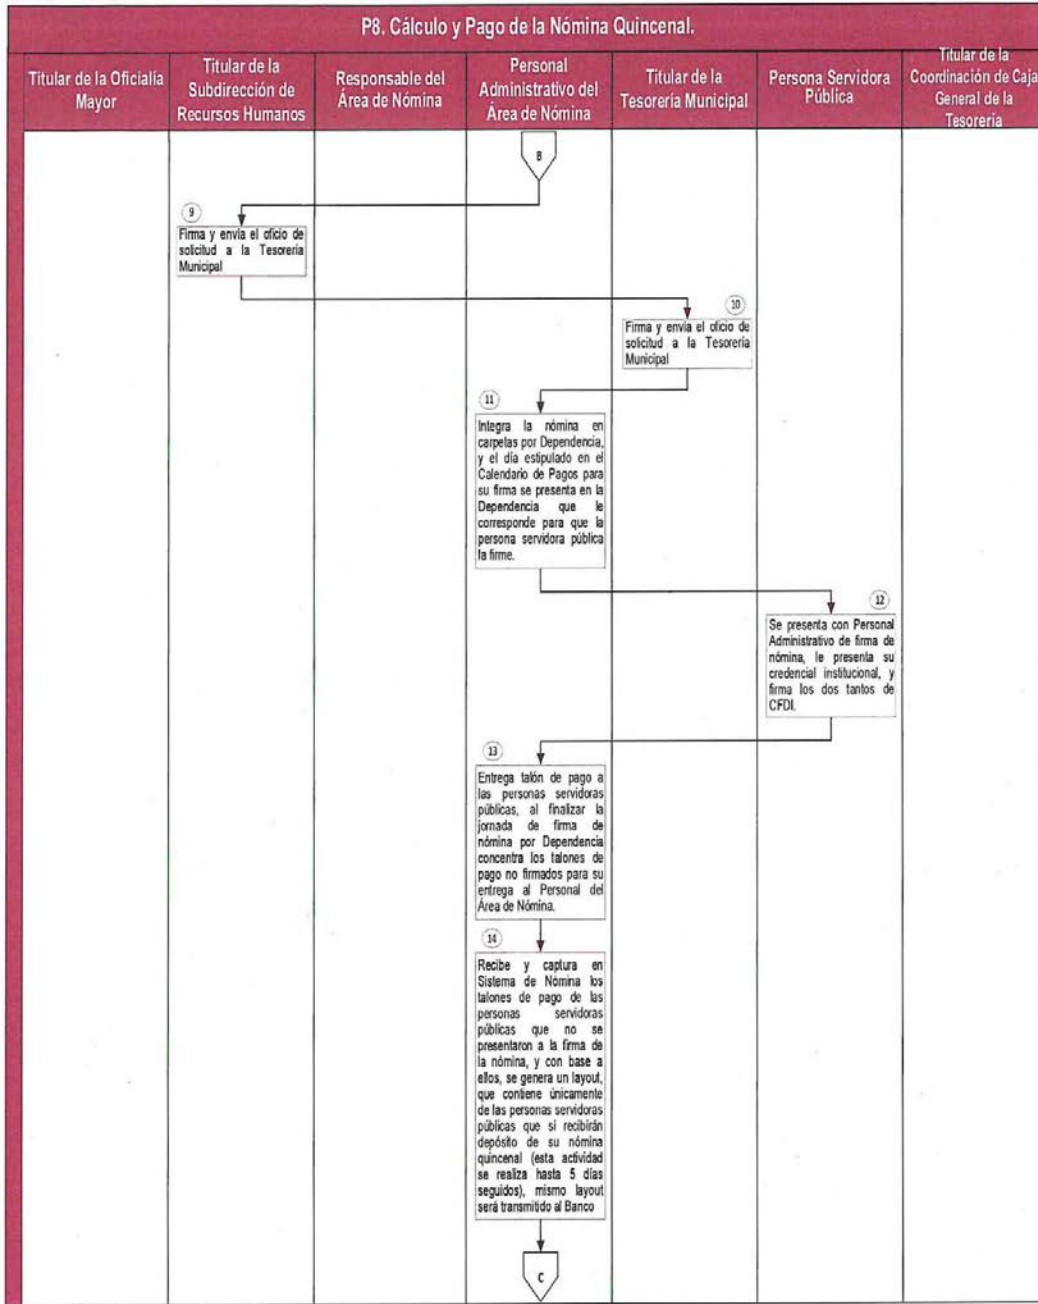 P8. Cálculo y Pago de la Nómina Quincenal.
Titular de la Oficialía
Mayor
Titular de la
Subdirección de
Recursos Humanos
Responsable del
Área de Nómina
Personal
Administrativo del
Área de Nómina
Titular de la
Tesorería Municipal
Persona Servidora
Pública
Titular de la
Coordinación de Caja
General de la
Tesorería
B
9
Firma y envía el oficio de
solicitud a la Tesorería
Municipal
10
Firma y envía el oficio de
solicitud a la Tesorería
Municipal
11
Integra la nómina en
carpetas por Dependencia,
y el día estipulado en el
Calendario de Pagos para
su firma se presenta en la
Dependencia que le
corresponde para que la
persona servidora pública
la firme.
12
Se presenta con Personal
Administrativo de firma de
nómina, le presenta su
credencial institucional, y
firma los dos tantos de
CFDI.
13
Entrega talón de pago a
las personas servidoras
públicas, al finalizar la
jornada de firma de
nómina por Dependencia
concentra los talones de
pago no firmados para su
entrega al Personal del
Área de Nómina.
14
Recibe y captura en
Sistema de Nómina los
talones de pago de las
personas servidoras
públicas que no se
presentaron a la firma de
la nómina, y con base a
ellos, se genera un layout,
que contiene únicamente
de las personas servidoras
públicas que sí recibirán
depósito de su nómina
quincenal (esta actividad
se realiza hasta 5 días
seguidos), mismo layout
será transmitido al Banco
C